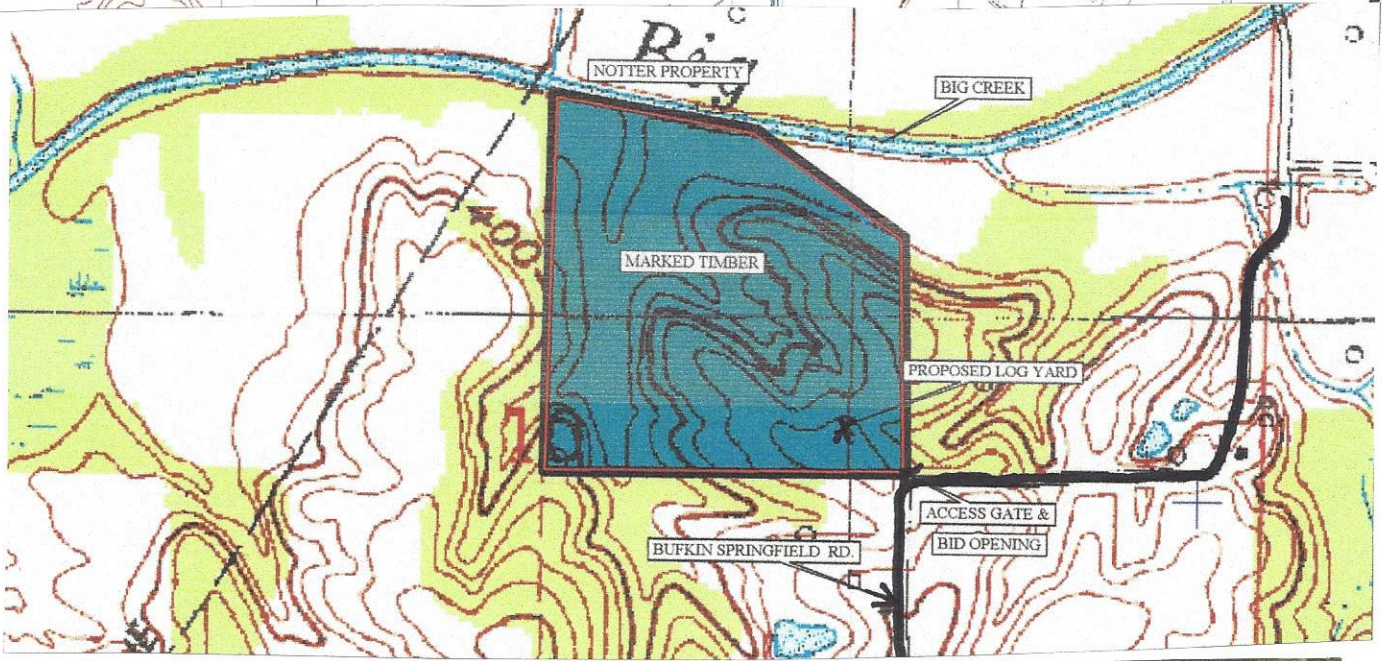 Big
NOTTER PROPERTY
BIG CREEK
400
MARKED TIMBER
PROPOSED LOG YARD
X
ACCESS GATE &
BID OPENING
BUFKIN SPRINGFIELD RD.